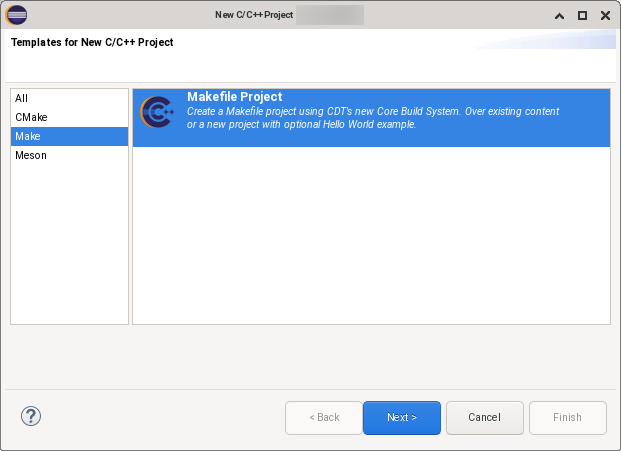 New C/C++Project
Templates for New C/C++ Project
All
CMake
Make
Meson
Makefile Project
Create a Makefile project using CDT's new Core Build System. Over existing content
or a new project with optional Hello World example.
?
< Back
Next >
Cancel
Finish